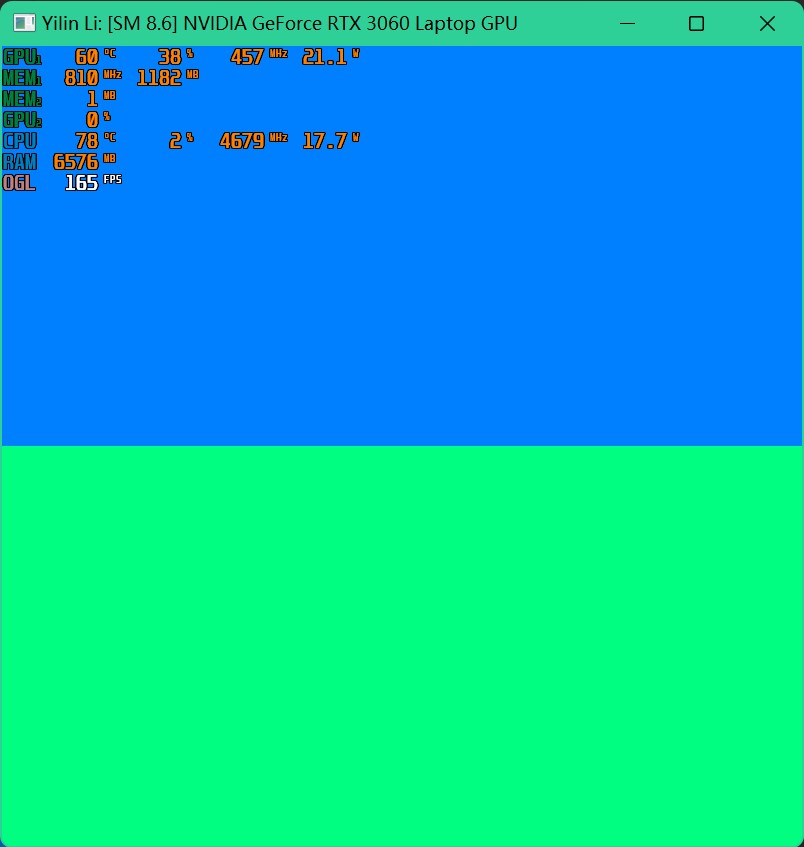 Yilin Li: [SM 8.6] NVIDIA GeForce RTX 3060 Laptop GPU
GPU1 60 °C 38 % 457 MHz 21.1 W
MEM1 810 MHz 1182 MB
MEM2 1 MB
GPU2 0 %
CPU 78 °C 2 % 4679 MHz 17.7 W
RAM 6576 MB
OGL 165 FPS